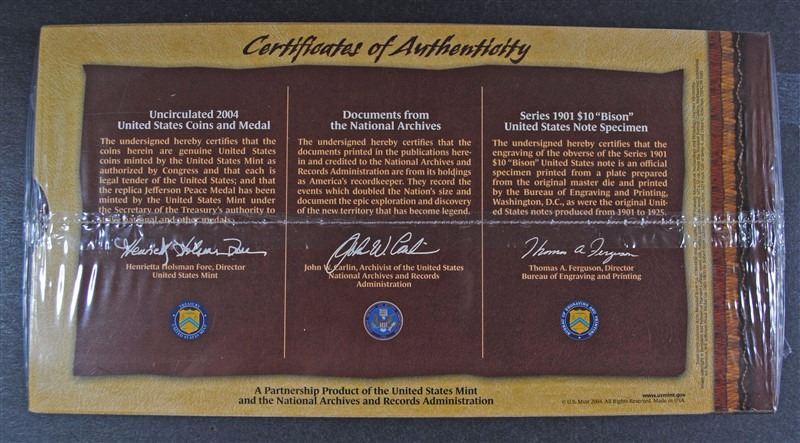 Certificates of Authenticity
Uncirculated 2004
United States Coins and Medal
The undersigned hereby certifies that the
coins herein are genuine United States
coins minted by the United States Mint as
authorized by Congress and that each is
legal tender of the United States; and that
the replica Jefferson Peace Medal has been
minted by the United States Mint under
the Secretary of the Treasury's authority to
national and other medals.
Henrietta Holsman Fore
Henrietta Holsman Fore, Director
United States Mint
Documents from
the National Archives
The undersigned hereby certifies that the
documents printed in the publications here-
in and credited to the National Archives and
Records Administration are from its holdings
as America's recordkeeper. They record the
events which doubled the Nation's size and
document the epic exploration and discovery
of the new territory that has become legend.
John W. Carlin
John W. Carlin, Archivist of the United States
National Archives and Records
Administration
Series 1901 $10 "Bison"
United States Note Specimen
The undersigned hereby certifies that the
engraving of the obverse of the Series 1901
$10 "Bison" United States note is an official
specimen printed from a plate prepared
from the original master die and printed
by the Bureau of Engraving and Printing,
Washington, D.C., as were the original Unit-
ed States notes produced from 1901 to 1925.
Thomas A. Ferguson
Thomas A. Ferguson, Director
Bureau of Engraving and Printing
A Partnership Product of the United States Mint
and the National Archives and Records Administration
www.usmint.gov
© U.S. Mint 2004. All Rights Reserved. Made in USA.